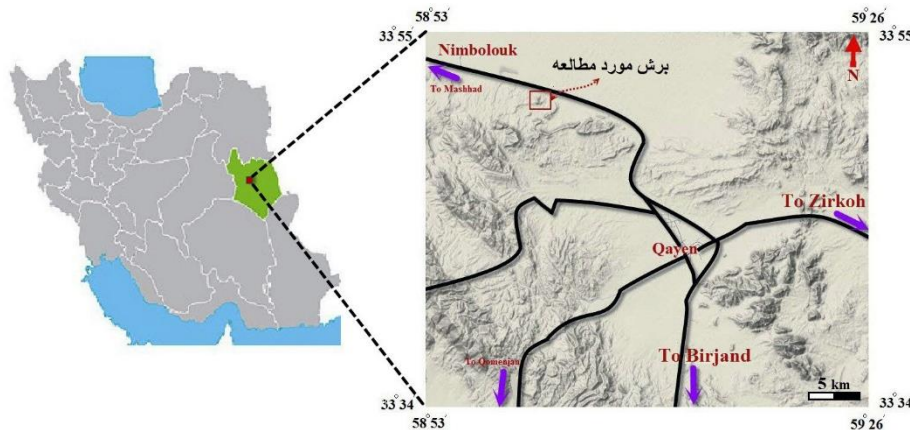 58° 53'
59° 26'
33° 55'
33° 55'
Nimbolouk
برش مورد مطالعه
To Mashhad
N
To Zirkoh
Qayen
To Birjand
5 km
33° 34'
33° 34'
58° 53'
59° 26'